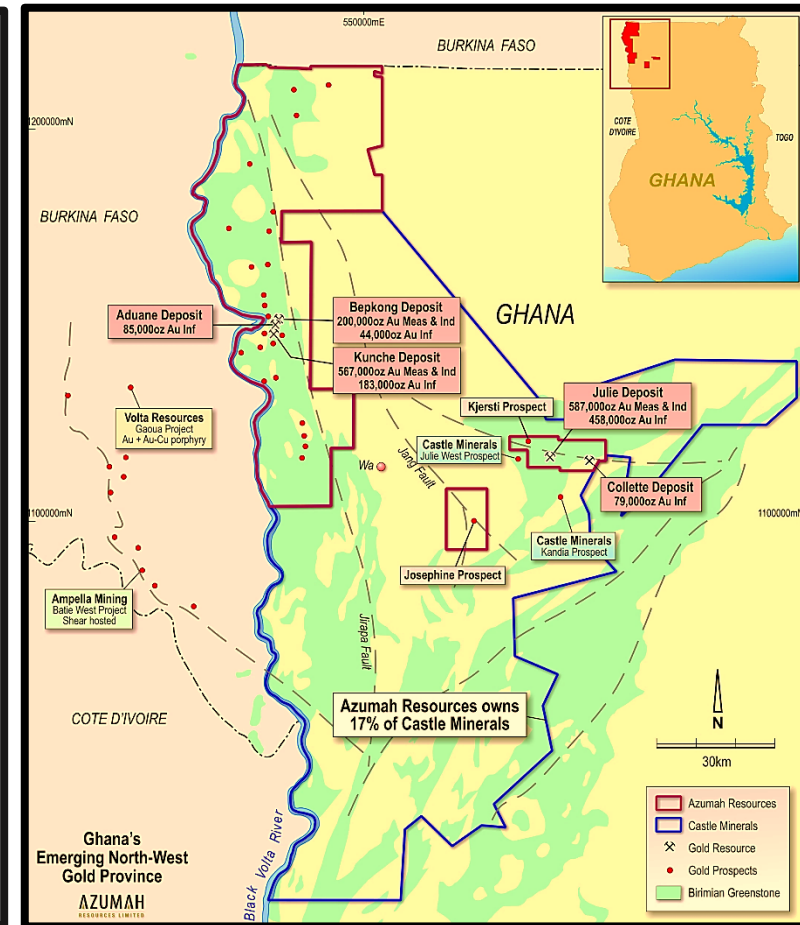 550000mE
BURKINA FASO
1200000mN
COTE
D'IVOIRE
TOGO
GHANA
BURKINA FASO
GHANA
Aduane Deposit
85,000oz Au Inf
Bepkong Deposit
200,000oz Au Meas & Ind
44,000oz Au Inf
Kunche Deposit
567,000oz Au Meas & Ind
183,000oz Au Inf
Julie Deposit
587,000oz Au Meas & Ind
458,000oz Au Inf
Kjersti Prospect
Volta Resources
Gaoua Project
Au + Au-Cu porphyry
Castle Minerals
Julie West Prospect
Wa
Jang Fault
Collette Deposit
79,000oz Au Inf
1100000mN
1100000mN
Castle Minerals
Kandia Prospect
Josephine Prospect
Ampella Mining
Batie West Project
Shear hosted
Jirapa Fault
Azumah Resources owns
17% of Castle Minerals
COTE D'IVOIRE
N
30km
Azumah Resources
Castle Minerals
Gold Resource
Gold Prospects
Birimian Greenstone
Ghana's
Emerging North-West
Gold Province
AZUMAH
RESOURCES LIMITED
Black Volta River